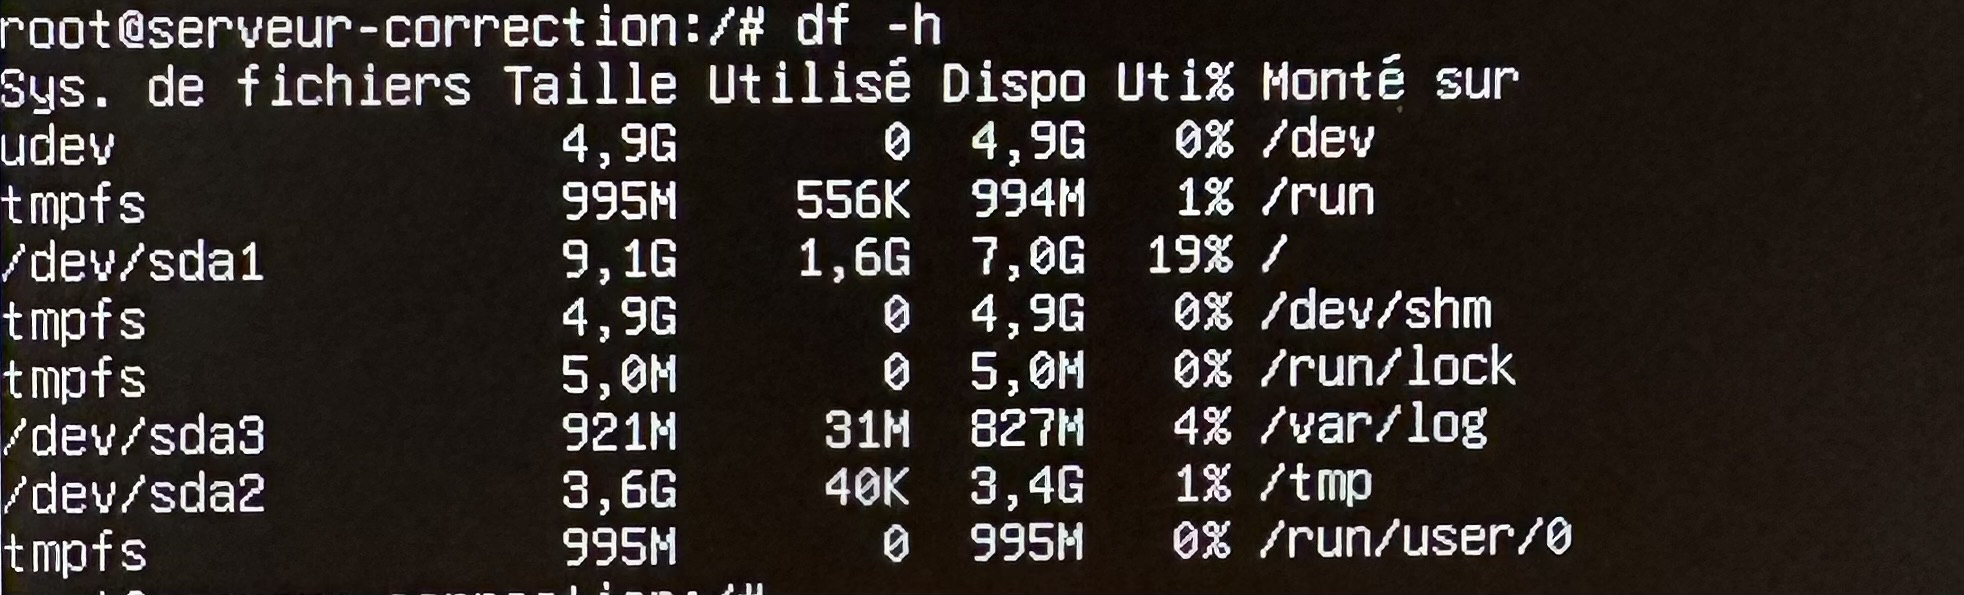 root@serveur-correction:/# df -h
Sys. de fichiers Taille Utilisé Dispo Uti% Monté sur
udev 4,9G 0 4,9G 0% /dev
tmpfs 995M 556K 994M 1% /run
/dev/sda1 9,1G 1,6G 7,0G 19% /
tmpfs 4,9G 0 4,9G 0% /dev/shm
tmpfs 5,0M 0 5,0M 0% /run/lock
/dev/sda3 921M 31M 827M 4% /var/log
/dev/sda2 3,6G 40K 3,4G 1% /tmp
tmpfs 995M 0 995M 0% /run/user/0